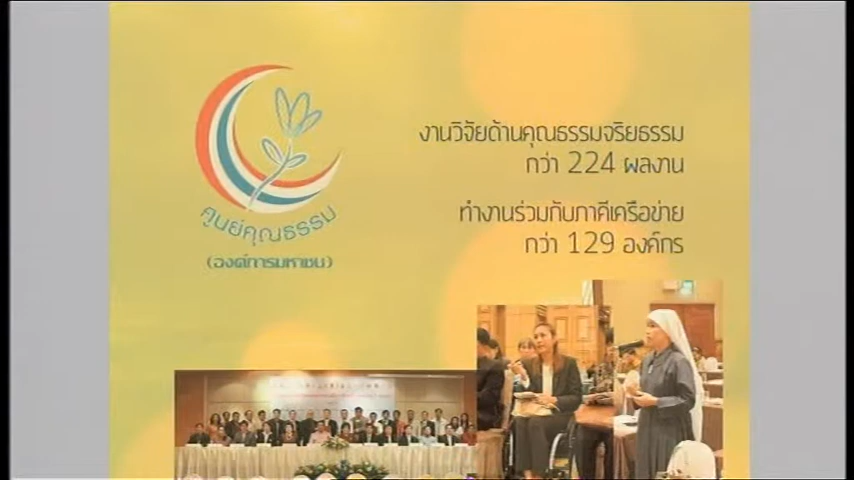 ศูนย์คุณธรรม
(องค์การมหาชน)
งานวิจัยด้านคุณธรรมจริยธรรม
กว่า 224 ผลงาน
ทำงานร่วมกับภาคีเครือข่าย
กว่า 129 องค์กร